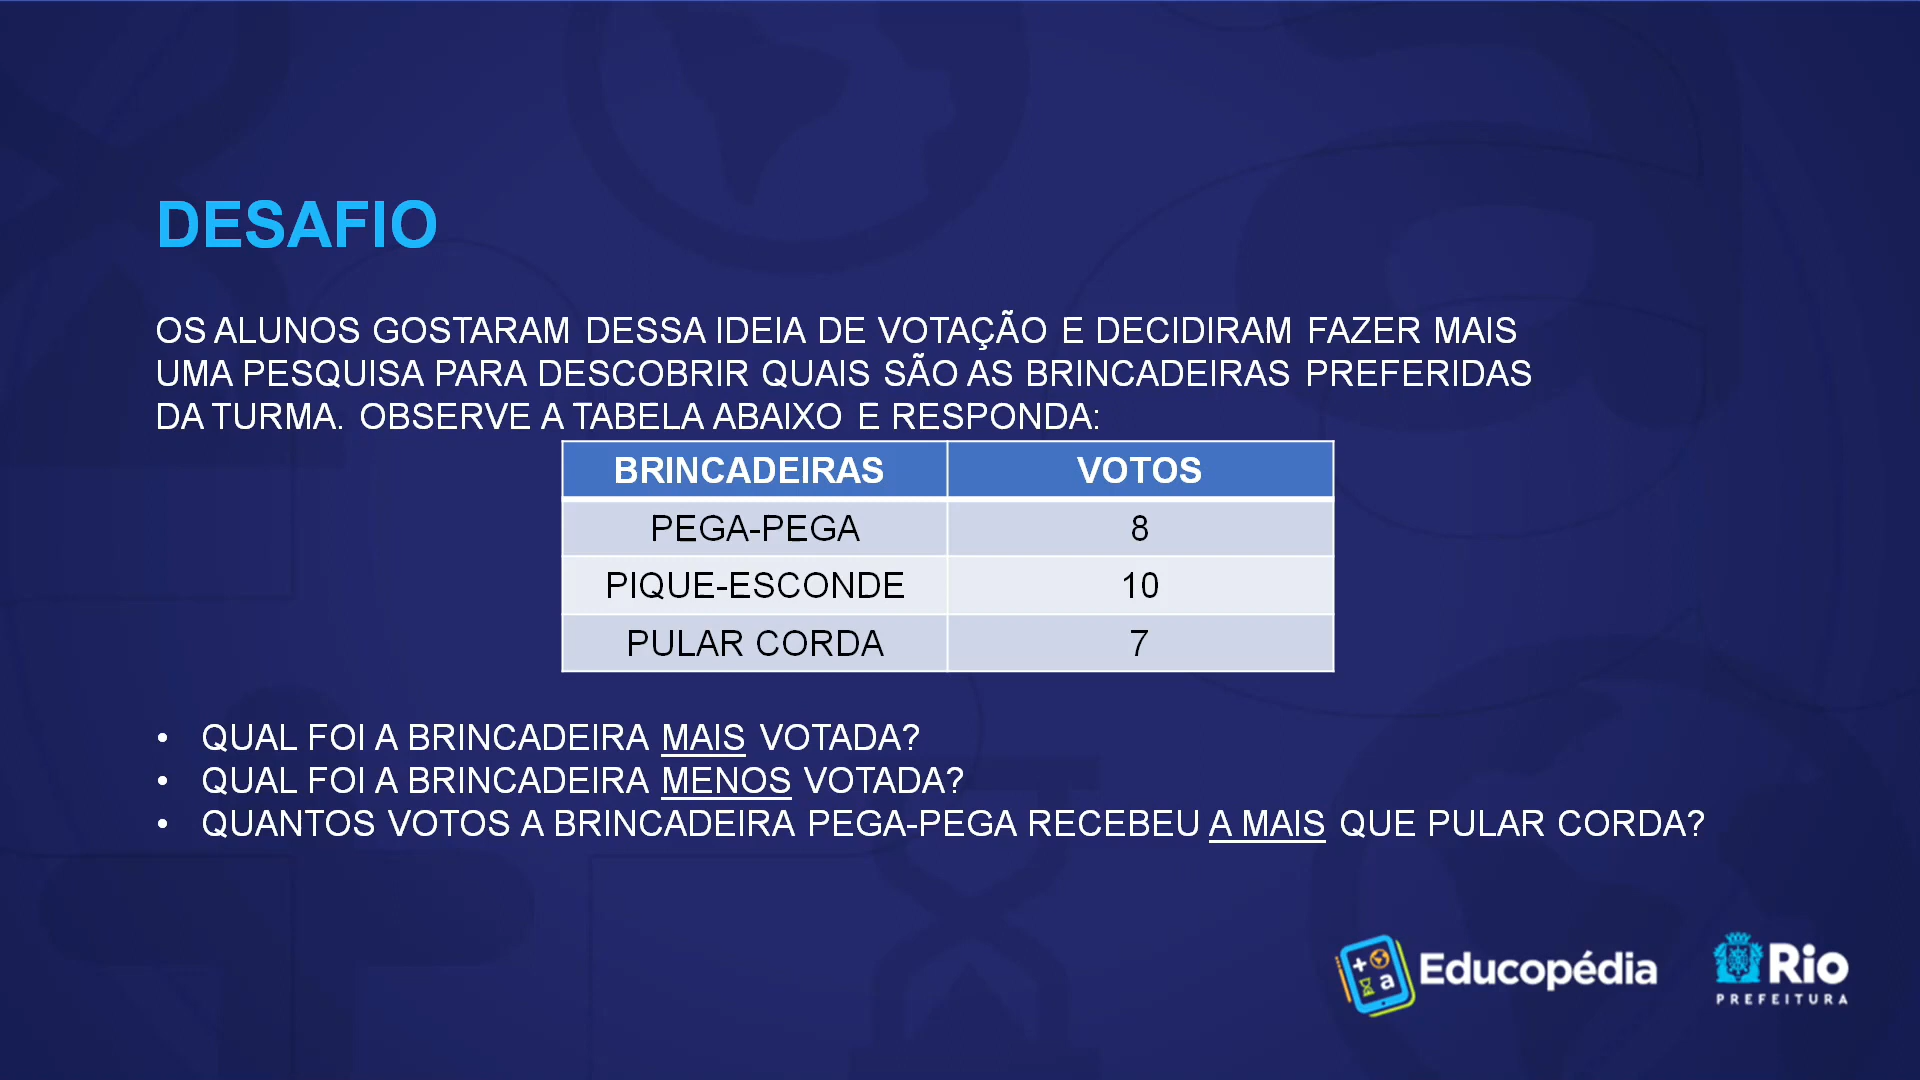 DESAFIO
OS ALUNOS GOSTARAM DESSA IDEIA DE VOTAÇÃO E DECIDIRAM FAZER MAIS
UMA PESQUISA PARA DESCOBRIR QUAIS SÃO AS BRINCADEIRAS PREFERIDAS
DA TURMA. OBSERVE A TABELA ABAIXO E RESPONDA:
BRINCADEIRAS VOTOS
PEGA-PEGA 8
PIQUE-ESCONDE 10
PULAR CORDA 7
• QUAL FOI A BRINCADEIRA MAIS VOTADA?
• QUAL FOI A BRINCADEIRA MENOS VOTADA?
• QUANTOS VOTOS A BRINCADEIRA PEGA-PEGA RECEBEU A MAIS QUE PULAR CORDA?
+ a Educopédia
Rio
PREFEITURA